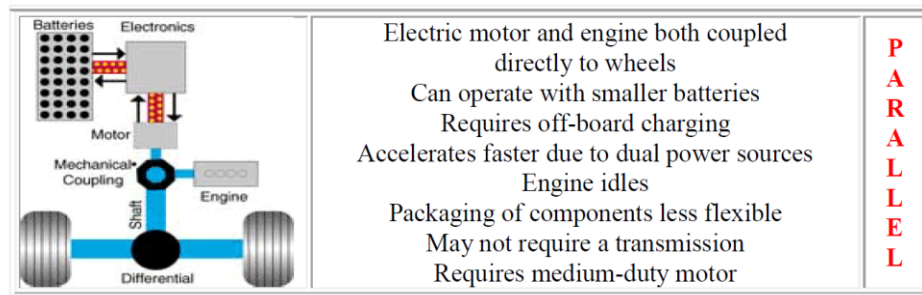 Batteries
Electronics
Motor
Mechanical
Coupling
Engine
Shaft
Differential
Electric motor and engine both coupled
directly to wheels
Can operate with smaller batteries
Requires off-board charging
Accelerates faster due to dual power sources
Engine idles
Packaging of components less flexible
May not require a transmission
Requires medium-duty motor
P
A
R
A
L
L
E
L